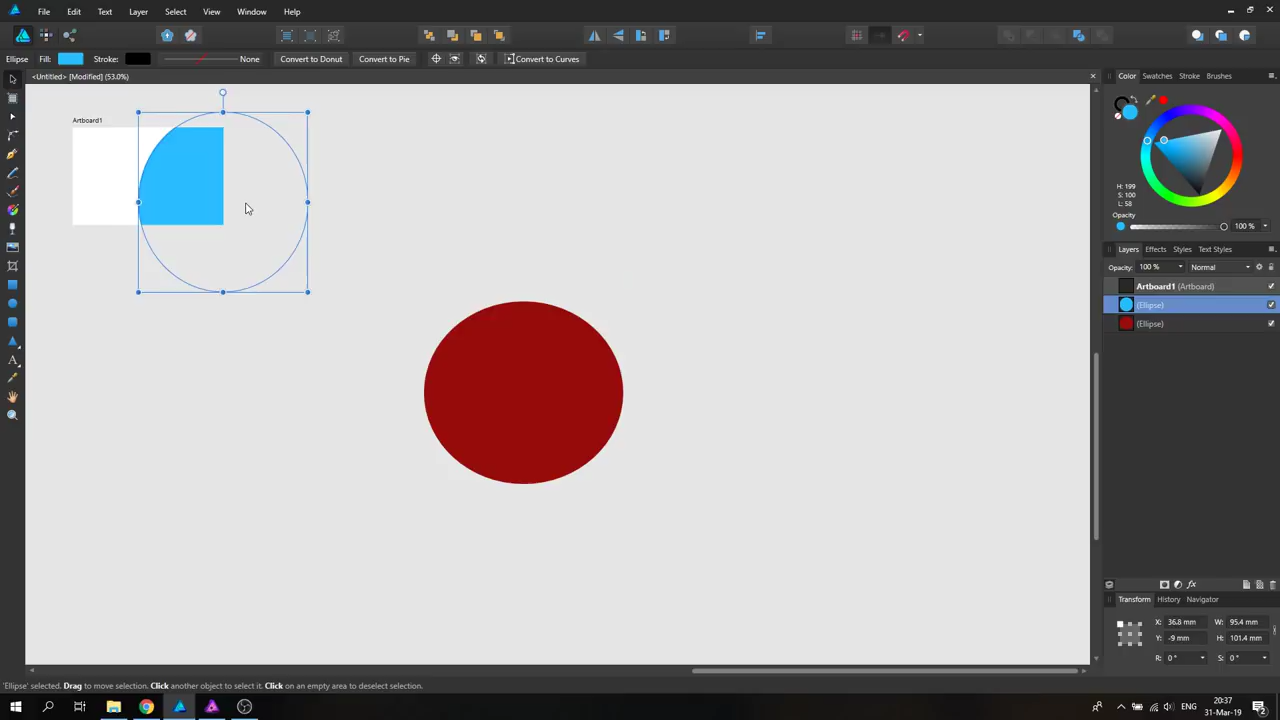 File Edit Text Layer Select View Window Help
Ellipse Fill: Stroke: None Convert to Donut Convert to Pie Convert to Curves
<Untitled> [Modified] (53.0%)
Color Swatches Stroke Brushes
Artboard1
H: 199
S: 100
L: 58
Opacity
100 %
Layers Effects Styles Text Styles
Opacity: 100 % Normal
Artboard1 (Artboard)
(Ellipse)
(Ellipse)
Transform History Navigator
X: 36.8 mm W: 95.4 mm
Y: -9 mm H: 101.4 mm
R: 0 ° S: 0 °
'Ellipse' selected. Drag to move selection. Click another object to select it. Click on an empty area to deselect selection.
ENG
20:37
31-Mar-19
2